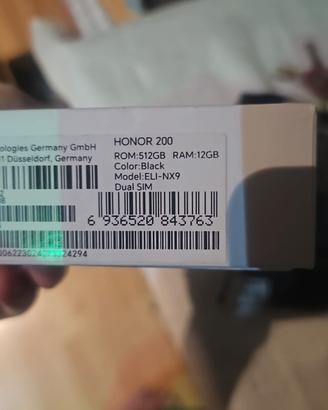 ologies Germany GmbH
1 Düsseldorf, Germany
HONOR 200
ROM:512GB RAM:12GB
Color:Black
Model:ELI-NX9
Dual SIM
6 936520 843763
24294